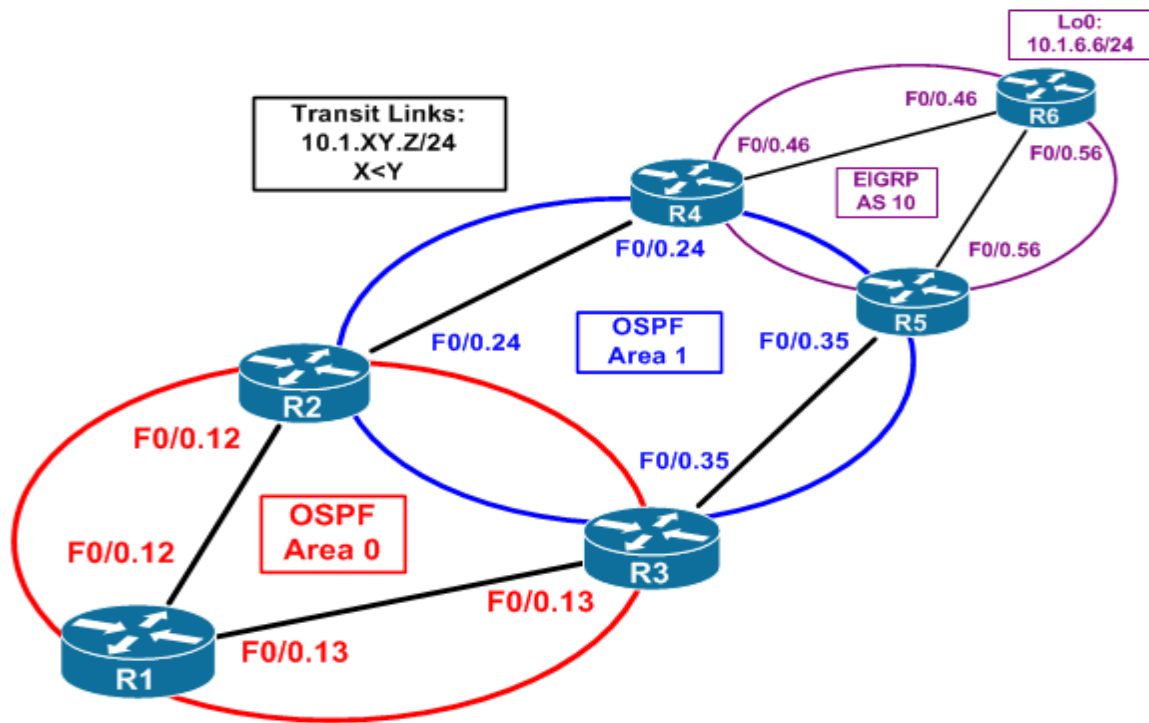 Lo0:
10.1.6.6/24
F0/0.46
R6
Transit Links:
10.1.XY.Z/24
X<Y
F0/0.46
F0/0.56
EIGRP
AS 10
R4
F0/0.24
F0/0.56
R5
OSPF
Area 1
F0/0.24
F0/0.35
R2
F0/0.12
F0/0.35
OSPF
Area 0
R3
F0/0.12
F0/0.13
F0/0.13
R1